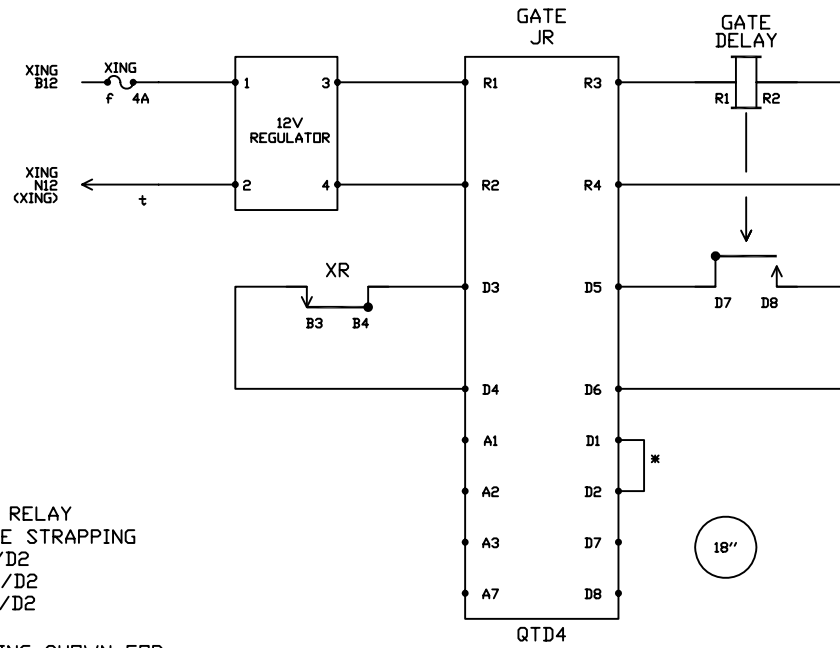 GATE
JR
GATE
DELAY
XING
B12
XING
f 4A
1
3
R1
R3
R1
R2
12V
REGULATOR
XING
N12
(XING)
t
2
4
R2
R4
XR
B3
B4
D3
D5
D7
D8
D4
D6
A1
D1
*
A2
D2
A3
D7
A7
D8
18"
QTD4
RELAY
E STRAPPING
/D2
/D2
/D2